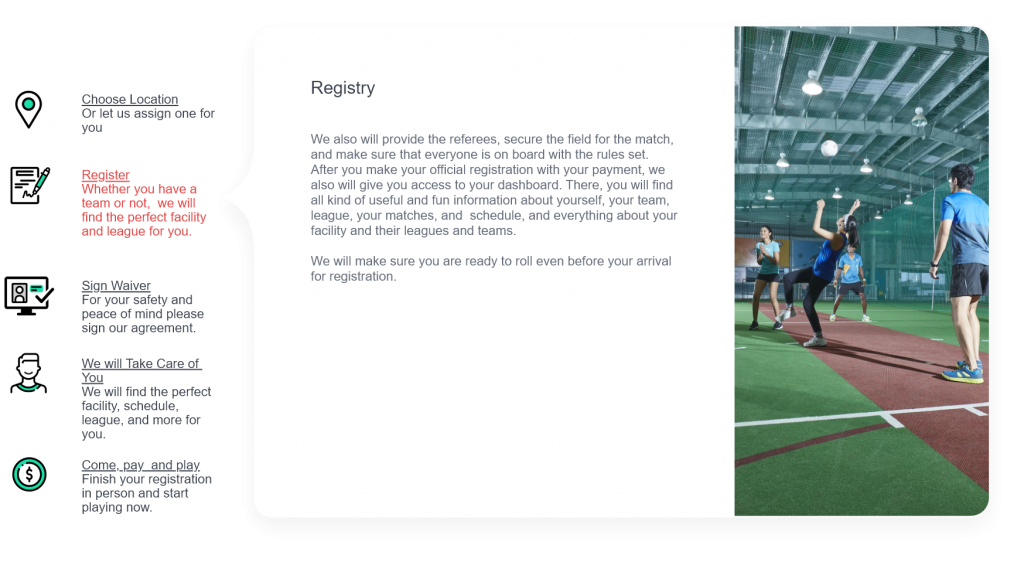 Choose Location
Or let us assign one for
you
Register
Whether you have a
team or not,  we will
find the perfect facility
and league for you.
Sign Waiver
For your safety and
peace of mind please
sign our agreement.
We will Take Care of
You
We will find the perfect
facility, schedule,
league, and more for
you.
Come, pay  and play
Finish your registration
in person and start
playing now.
Registry
We also will provide the referees, secure the field for the match,
and make sure that everyone is on board with the rules set.
After you make your official registration with your payment, we
also will give you access to your dashboard. There, you will find
all kind of useful and fun information about yourself, your team,
league, your matches, and  schedule, and everything about your
facility and their leagues and teams.
We will make sure you are ready to roll even before your arrival
for registration.